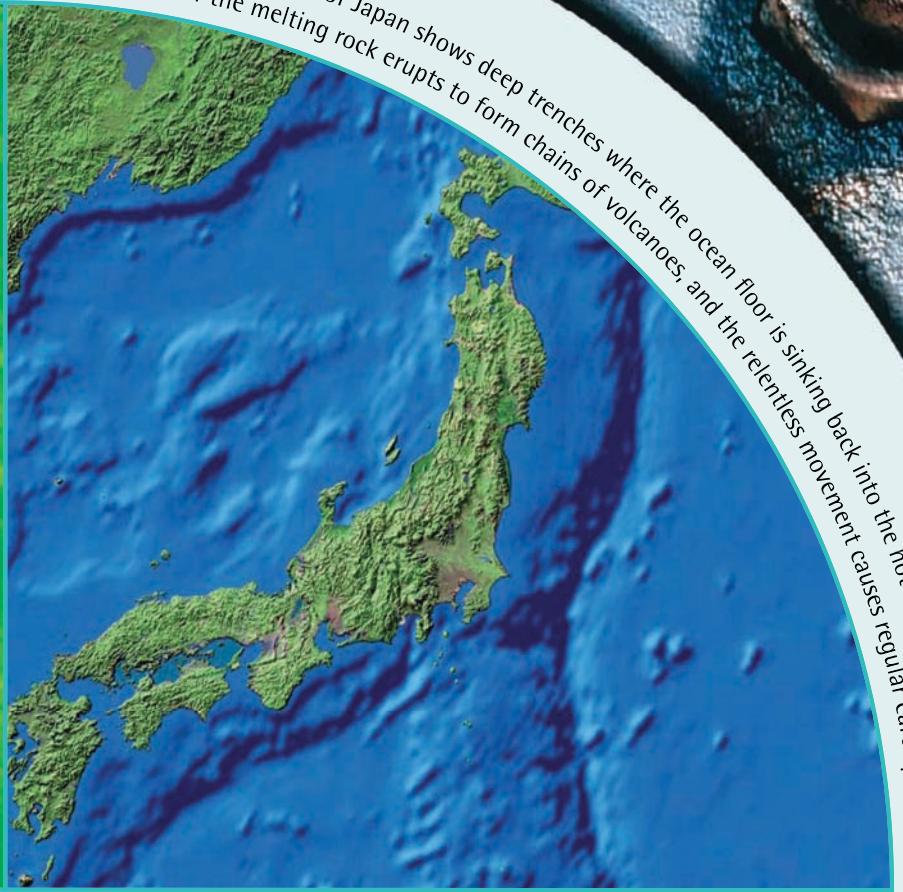 Japan shows deep trenches where the ocean floor is sinking back into the hot
the melting rock erupts to form chains of volcanoes, and the relentless movement causes regular